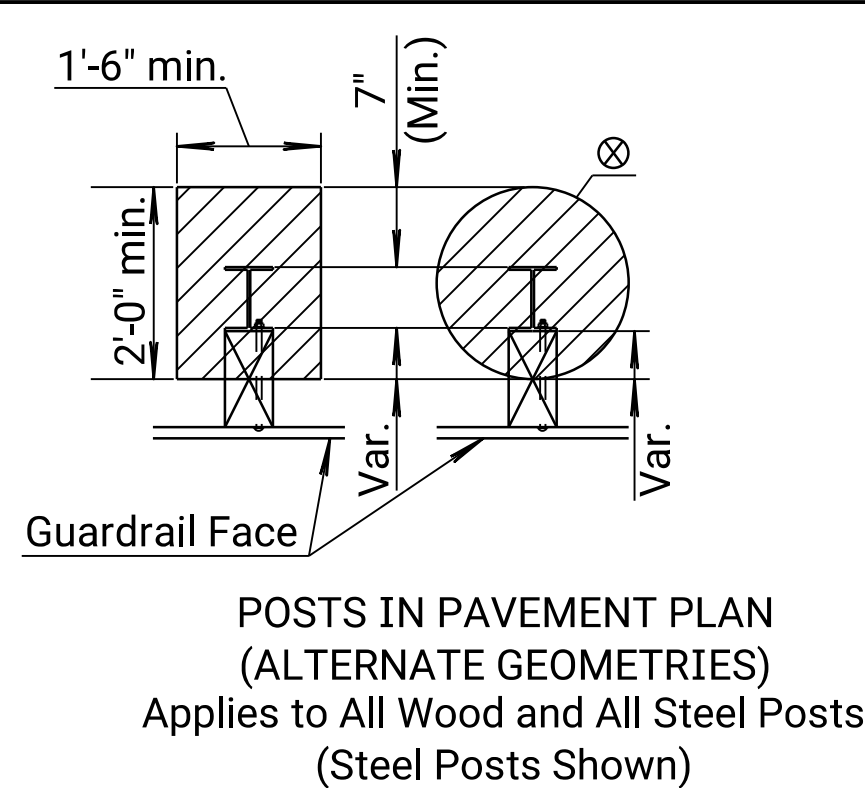 1'-6" min.
7"
(Min.)
⊗
2'-0" min.
Var.
Var.
Guardrail Face
POSTS IN PAVEMENT PLAN
(ALTERNATE GEOMETRIES)
Applies to All Wood and All Steel Posts
(Steel Posts Shown)